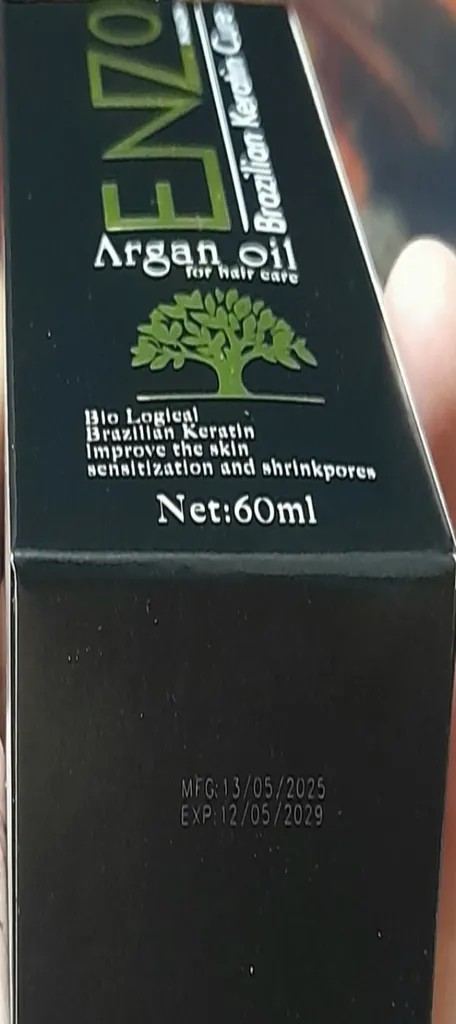 ENZO
Brazilian Keratin Cure
Argan oil
for hair care
Bio Logical
Brazilian Keratin
improve the skin
sensitization and shrinkpores
Net:60ml
MFG:13/05/2025
EXP:12/05/2029